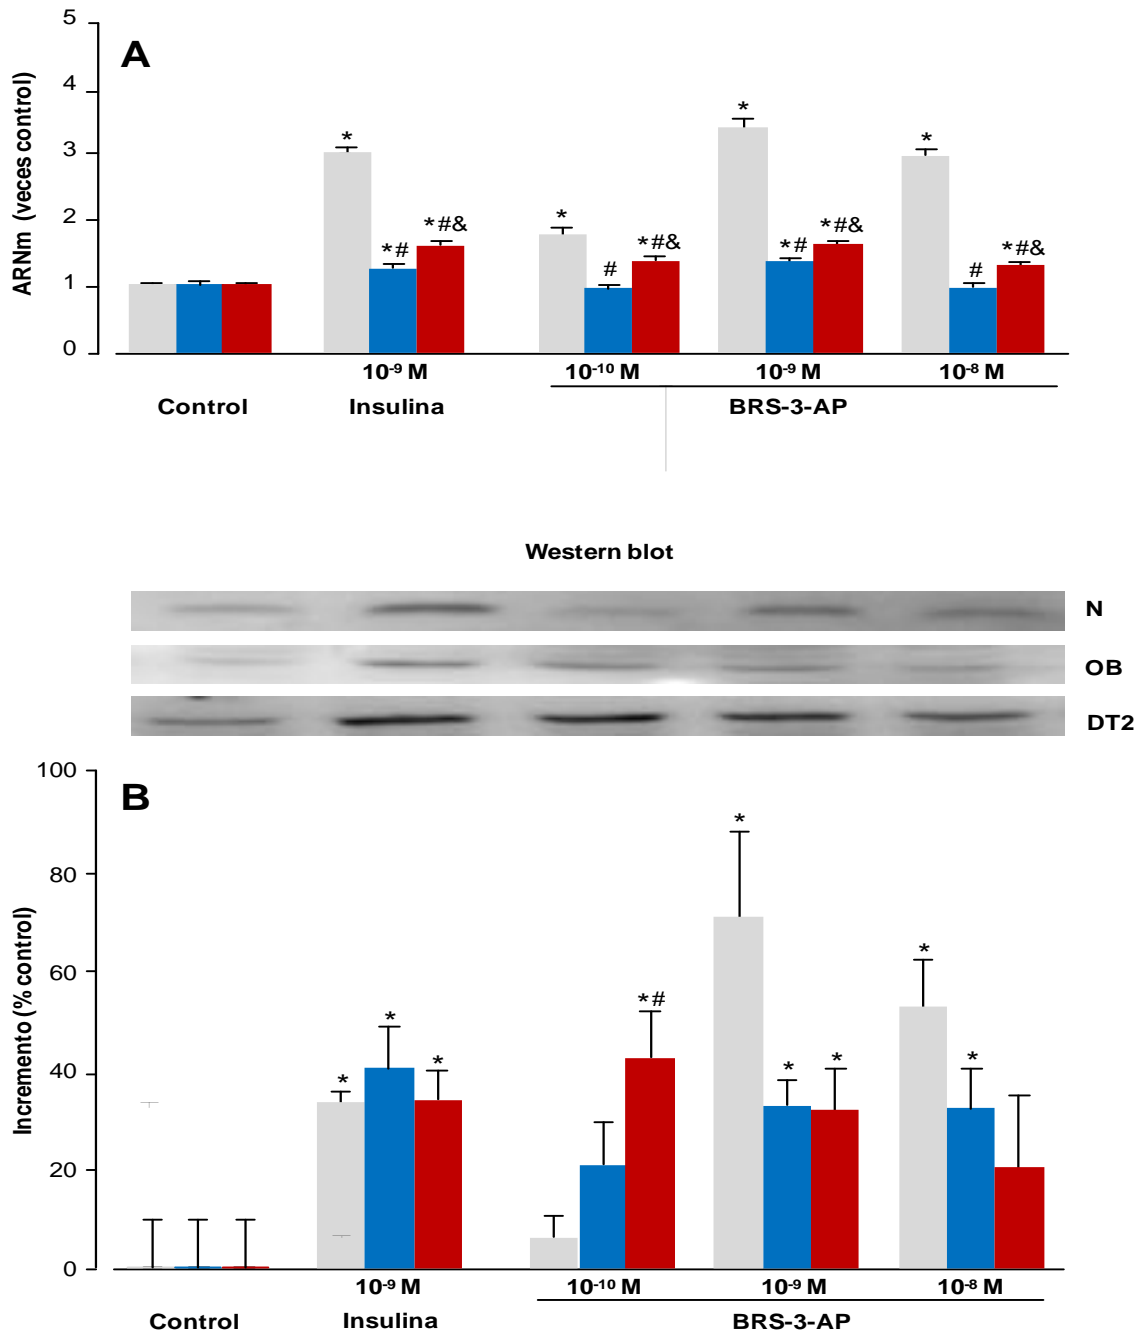 5
A
4
3
2
1
0
ARNm (veces control)
*
*#
*#&
*
#
*#&
*
*#
*#&
*
#
*#&
10⁻⁹ M
10⁻¹⁰ M
10⁻⁹ M
10⁻⁸ M
Control
Insulina
BRS-3-AP
Western blot
N
OB
DT2
100
B
80
60
40
20
0
Incremento (% control)
*
*
*
*#
*
*
*
*
*
10⁻⁹ M
10⁻¹⁰ M
10⁻⁹ M
10⁻⁸ M
Control
Insulina
BRS-3-AP